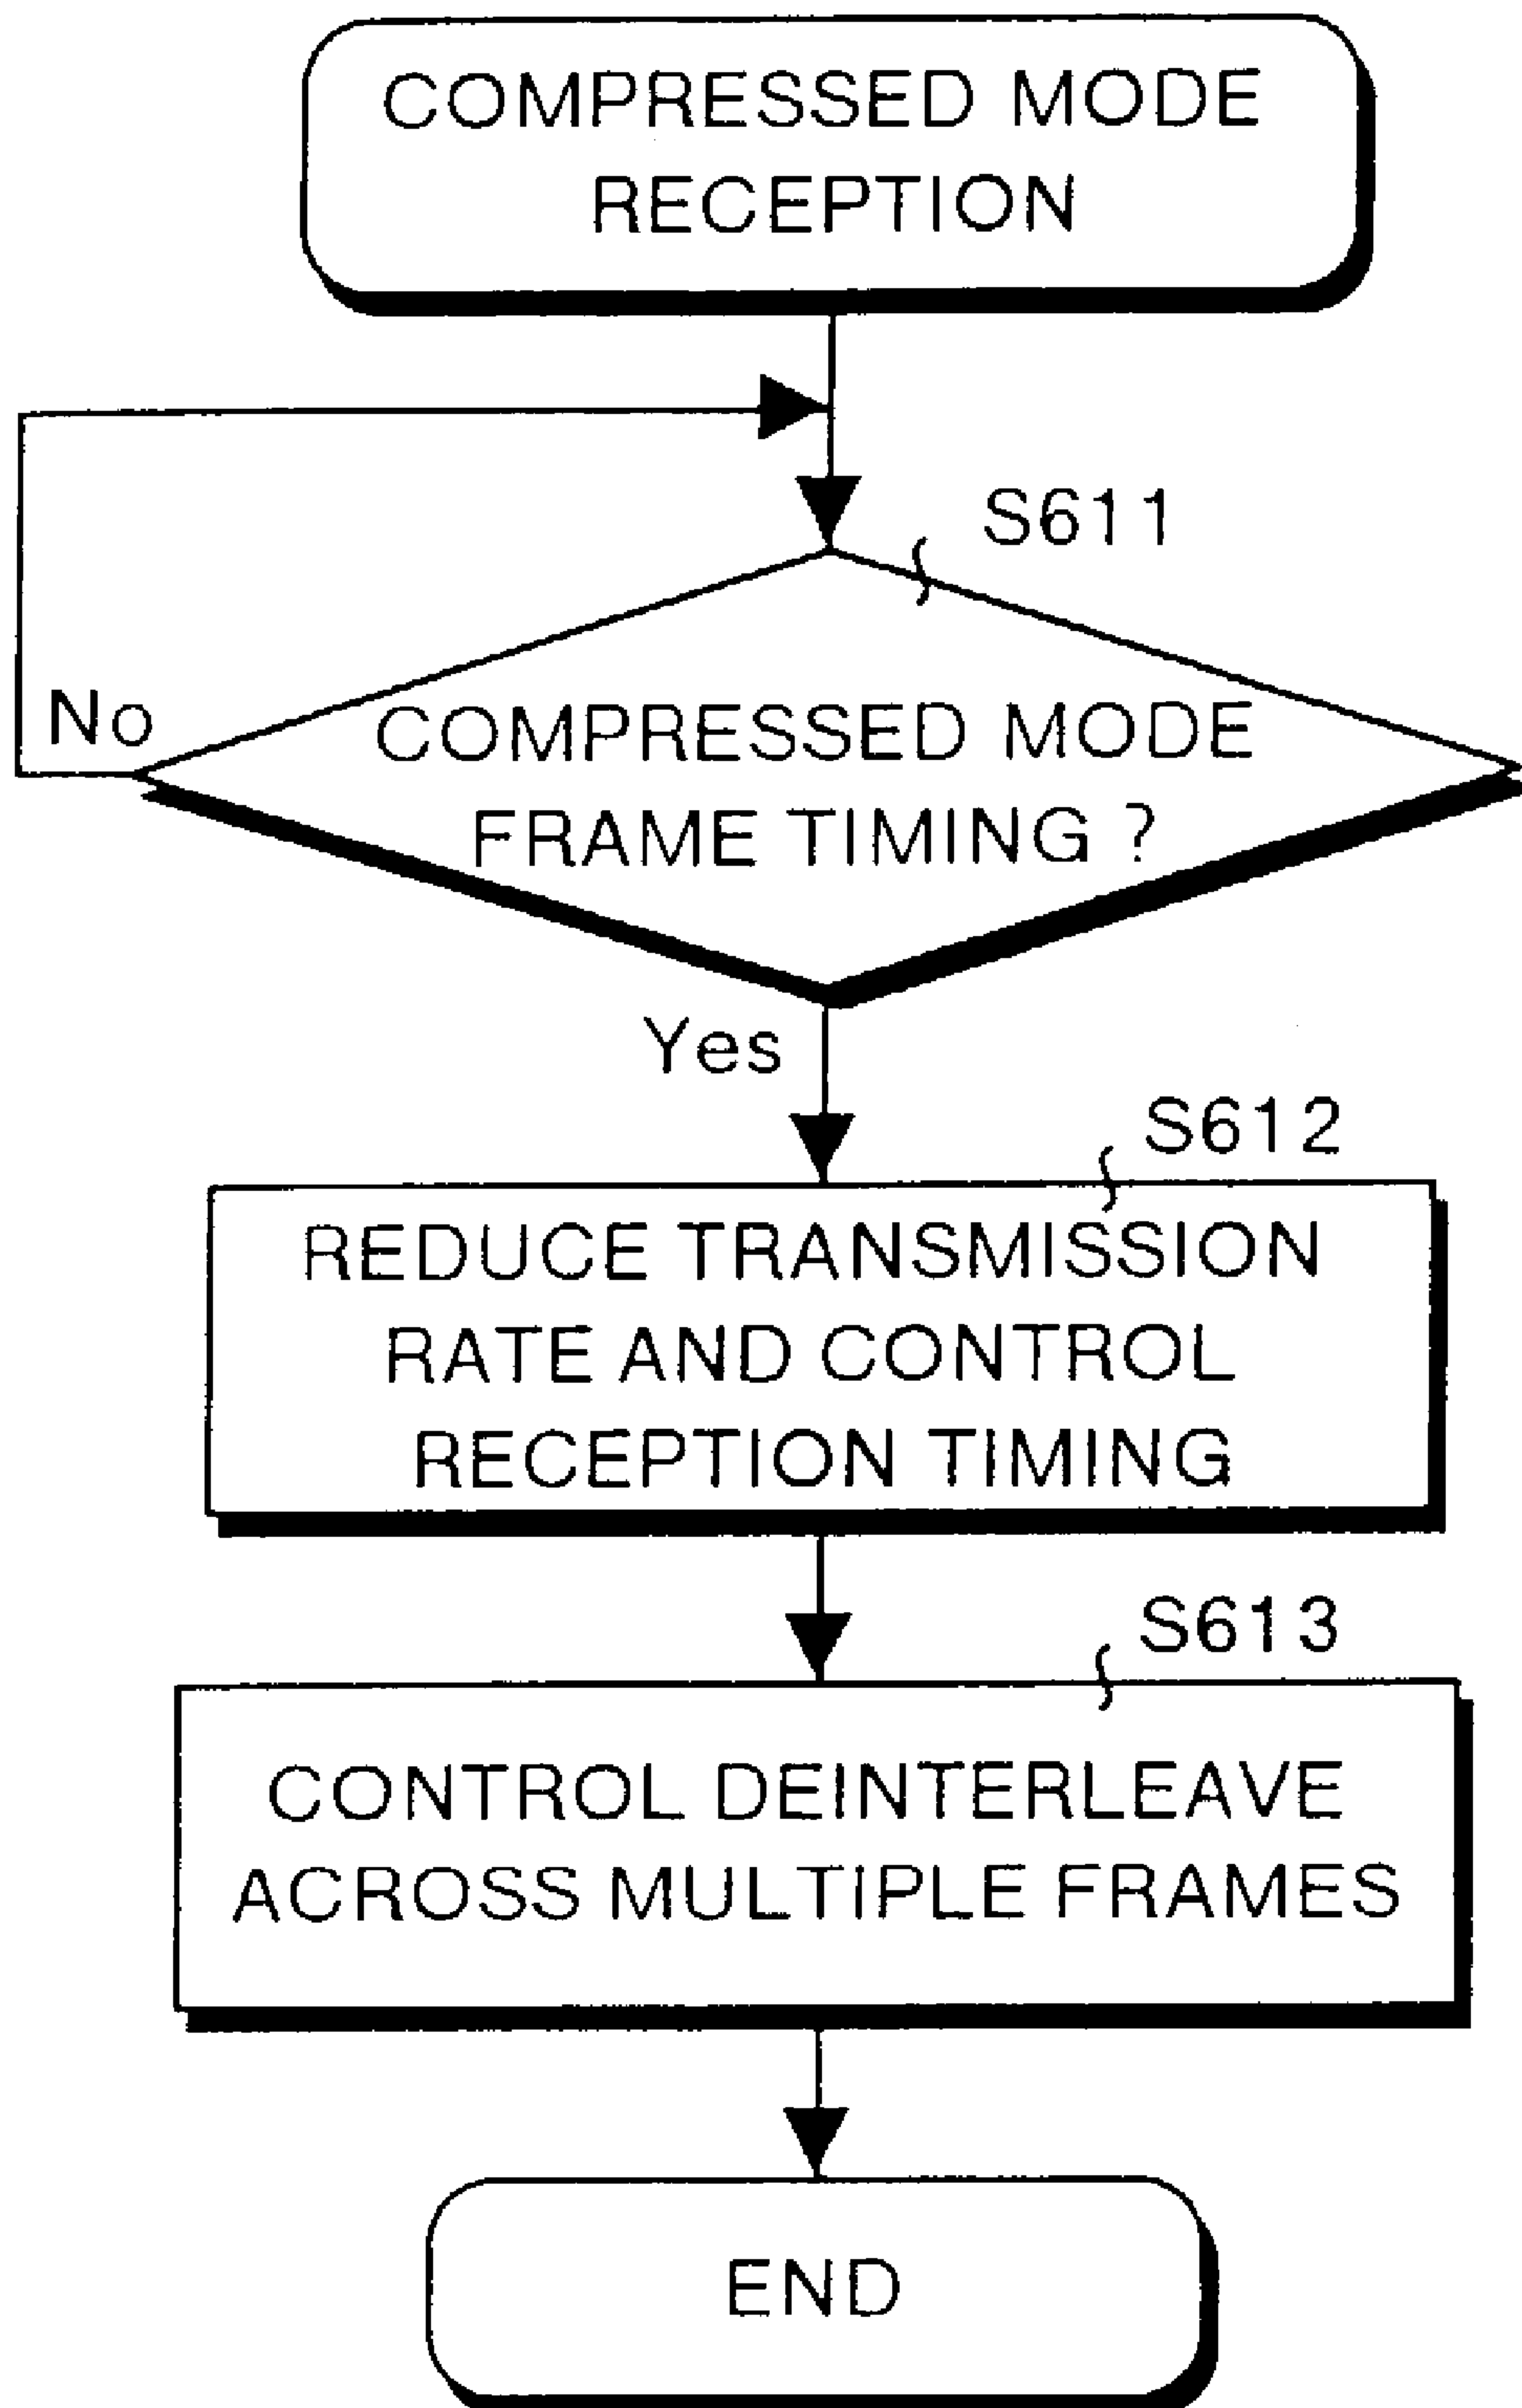 COMPRESSED MODE
RECEPTION
S611
No
COMPRESSED MODE
FRAME TIMING ?
Yes
S612
REDUCE TRANSMISSION
RATE AND CONTROL
RECEPTION TIMING
S613
CONTROL DEINTERLEAVE
ACROSS MULTIPLE FRAMES
END